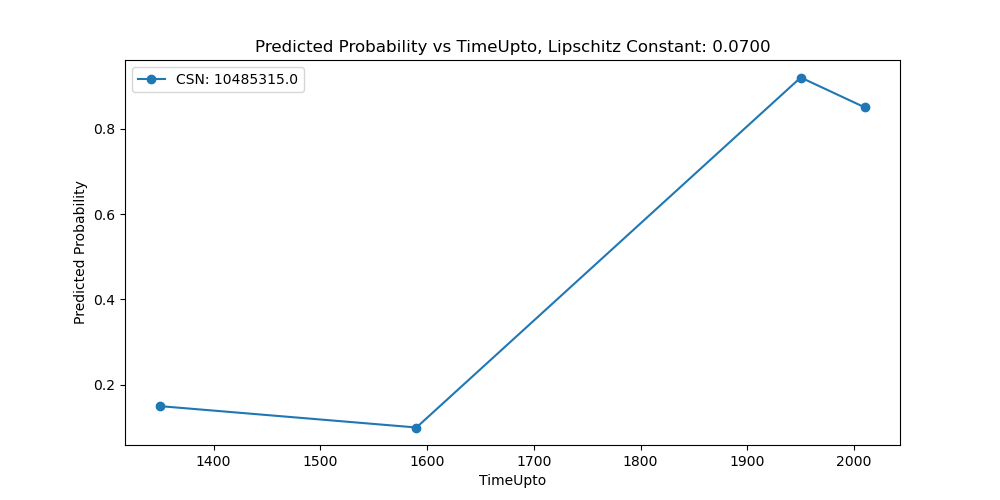 Predicted Probability vs TimeUpto, Lipschitz Constant: 0.0700
CSN: 10485315.0
Predicted Probability
0.8
0.6
0.4
0.2
1400 1500 1600 1700 1800 1900 2000
TimeUpto